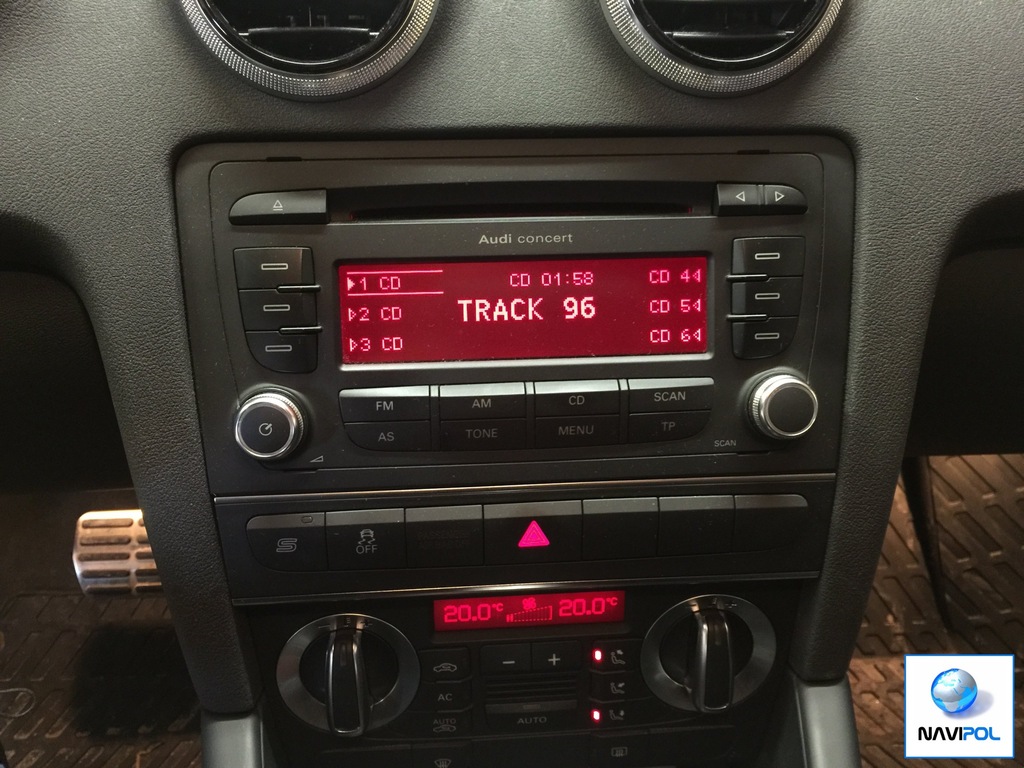 Audi concert
1 CD CD 01:58 CD 4
2 CD TRACK 96 CD 5
3 CD CD 6
FM AM CD SCAN
AS TONE MENU TP
SCAN
S OFF
20.0°C 20.0°C
AC
AUTO AUTO
NAVIPOL